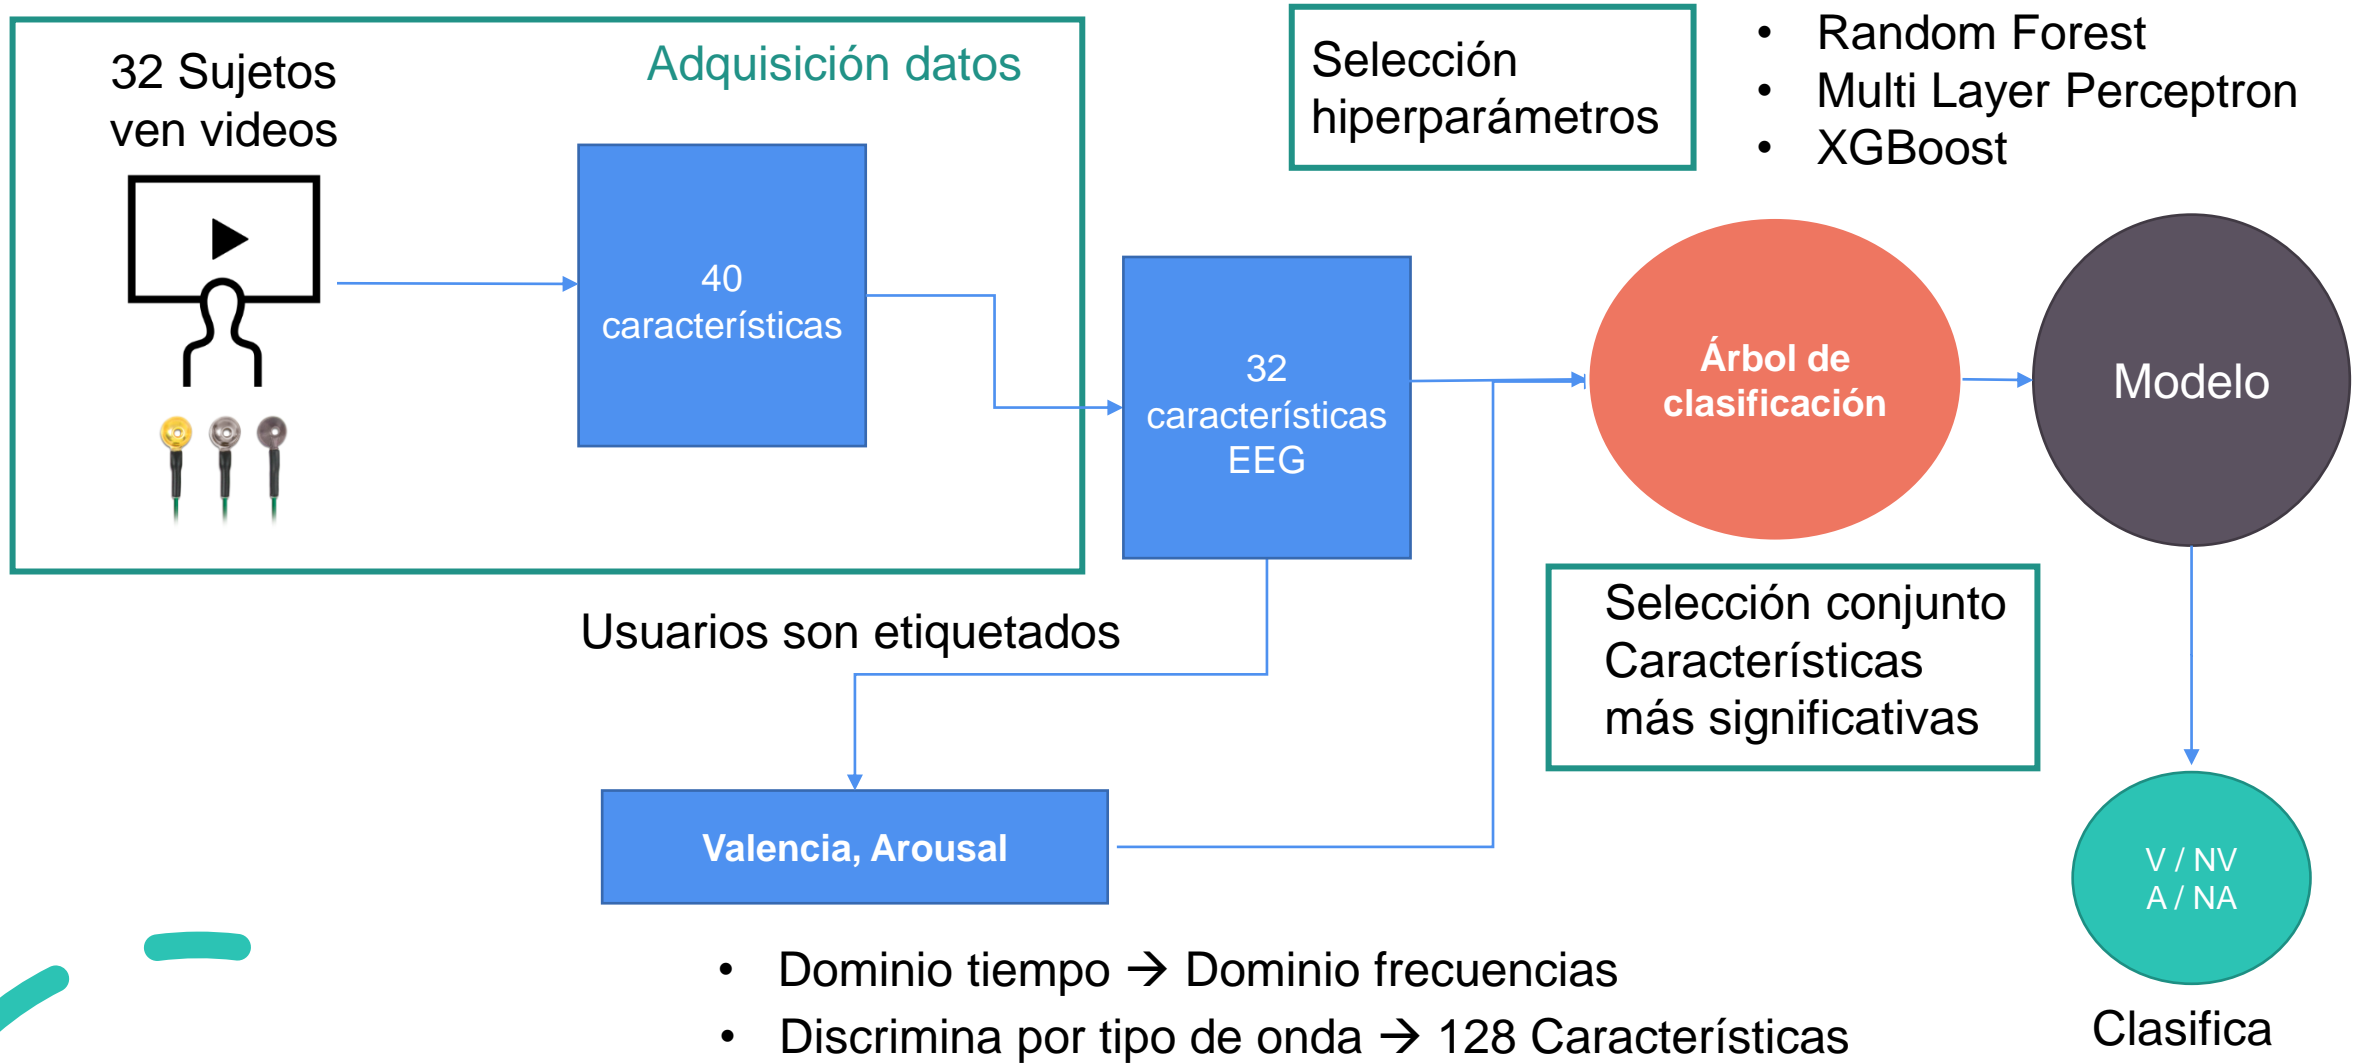 32 Sujetos
ven videos
Adquisición datos
40
características
32
características
EEG
Selección
hiperparámetros
• Random Forest
• Multi Layer Perceptron
• XGBoost
Árbol de
clasificación
Modelo
Usuarios son etiquetados
Selección conjunto
Características
más significativas
Valencia, Arousal
V / NV
A / NA
Clasifica
• Dominio tiempo → Dominio frecuencias
• Discrimina por tipo de onda → 128 Características